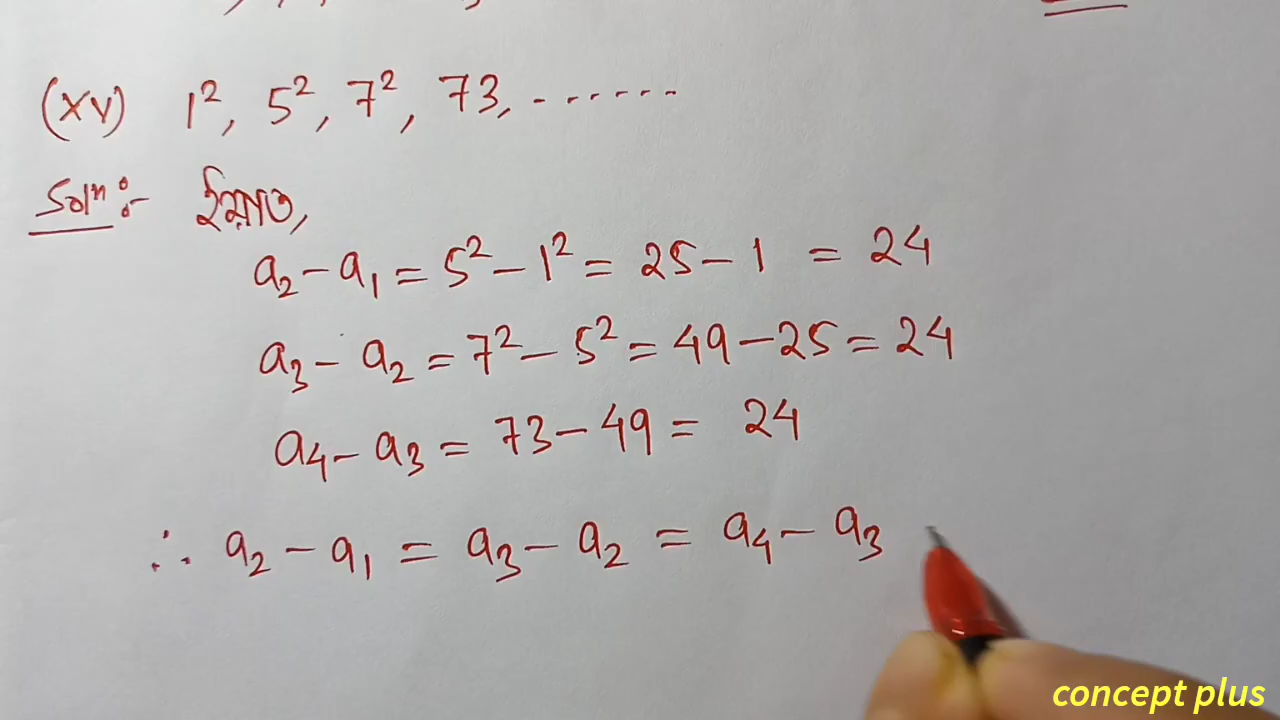 (xv) 1², 5², 7², 73, .......
Solⁿ :- ইয়াত,
a₂ - a₁ = 5² - 1² = 25 - 1 = 24
a₃ - a₂ = 7² - 5² = 49 - 25 = 24
a₄ - a₃ = 73 - 49 = 24
∴ a₂ - a₁ = a₃ - a₂ = a₄ - a₃
concept plus